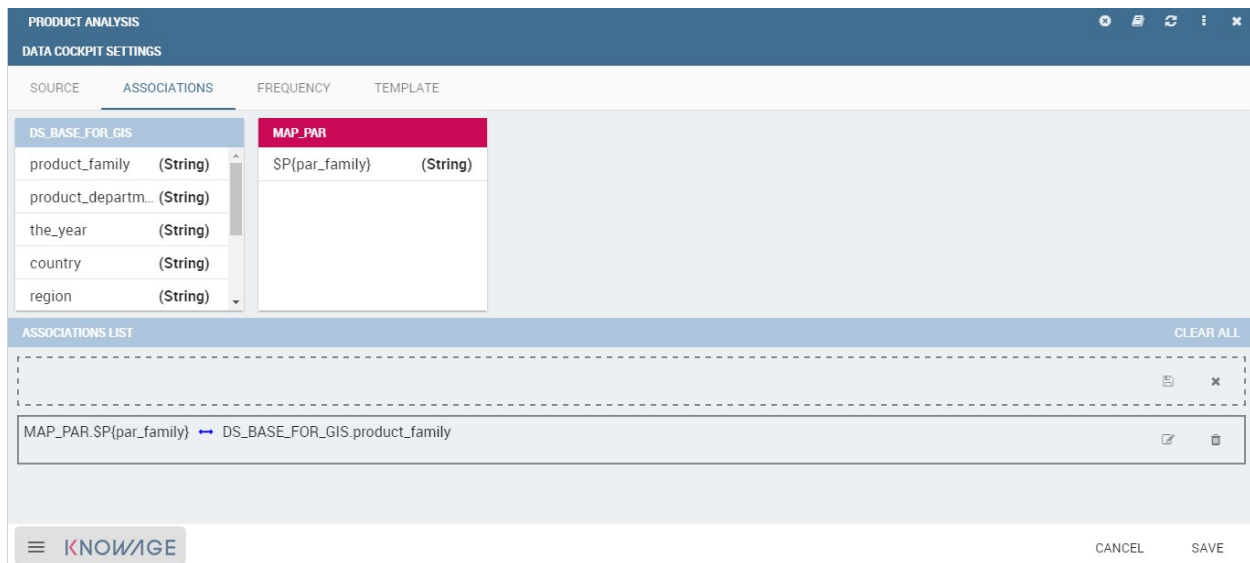 PRODUCT ANALYSIS
DATA COCKPIT SETTINGS
SOURCE ASSOCIATIONS FREQUENCY TEMPLATE
DS_BASE_FOR_GIS MAP_PAR
product_family (String) $P{par_family} (String)
product_departm... (String)
the_year (String)
country (String)
region (String)
ASSOCIATIONS LIST CLEAR ALL
MAP_PAR.$P{par_family} ↔ DS_BASE_FOR_GIS.product_family
KNOWAGE CANCEL SAVE